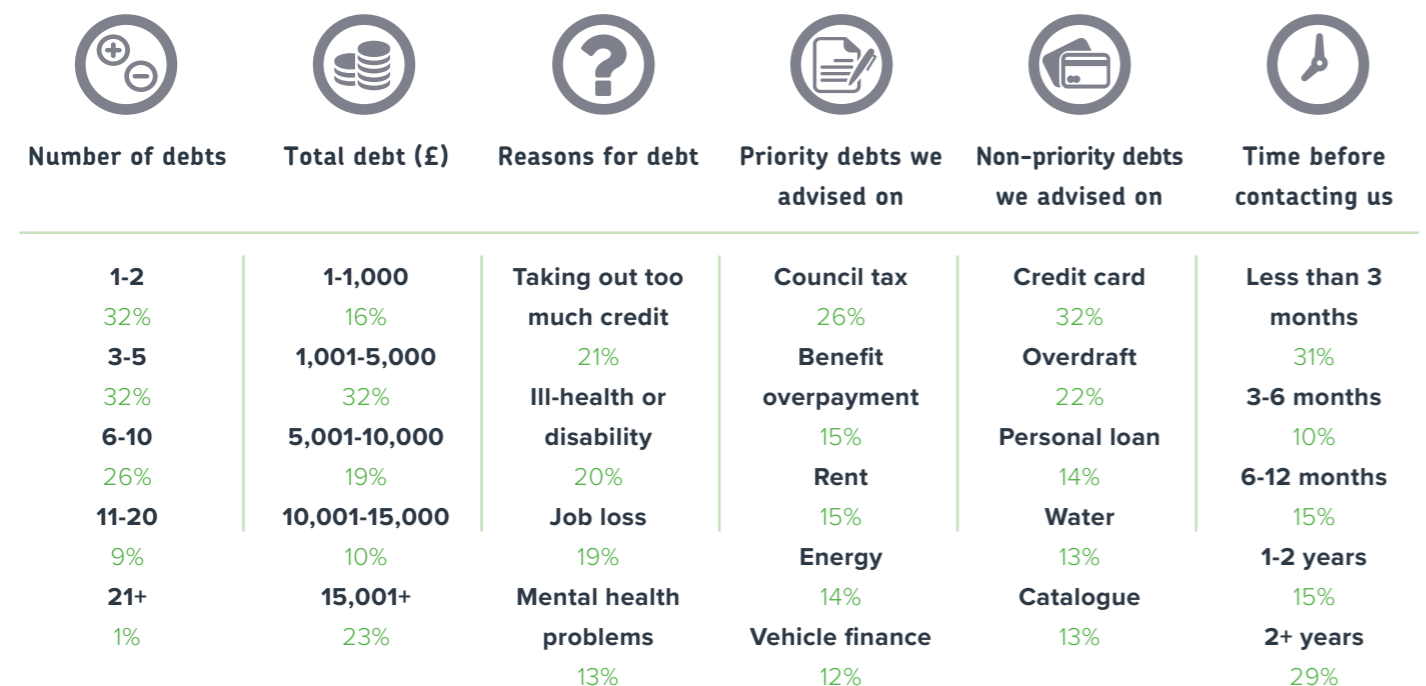 Number of debts
1-2
32%
3-5
32%
6-10
26%
11-20
9%
21+
1%
Total debt (£)
1-1,000
16%
1,001-5,000
32%
5,001-10,000
19%
10,001-15,000
10%
15,001+
23%
Reasons for debt
Taking out too
much credit
21%
Ill-health or
disability
20%
Job loss
19%
Mental health
problems
13%
Priority debts we
advised on
Council tax
26%
Benefit
overpayment
15%
Rent
15%
Energy
14%
Vehicle finance
12%
Non-priority debts
we advised on
Credit card
32%
Overdraft
22%
Personal loan
14%
Water
13%
Catalogue
13%
Time before
contacting us
Less than 3
months
31%
3-6 months
10%
6-12 months
15%
1-2 years
15%
2+ years
29%